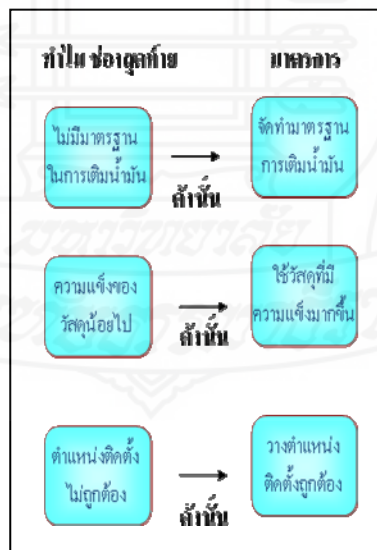 ทำไม ช่องสุดท้าย
มาตรการ
ไม่มีมาตรฐาน
ในการเติมน้ำมัน
ดังนั้น
จัดทำมาตรฐาน
การเติมน้ำมัน
ความแข็งของ
วัสดุน้อยไป
ดังนั้น
ใช้วัสดุที่มี
ความแข็งมากขึ้น
ตำแหน่งติดตั้ง
ไม่ถูกต้อง
ดังนั้น
วางตำแหน่ง
ติดตั้งถูกต้อง